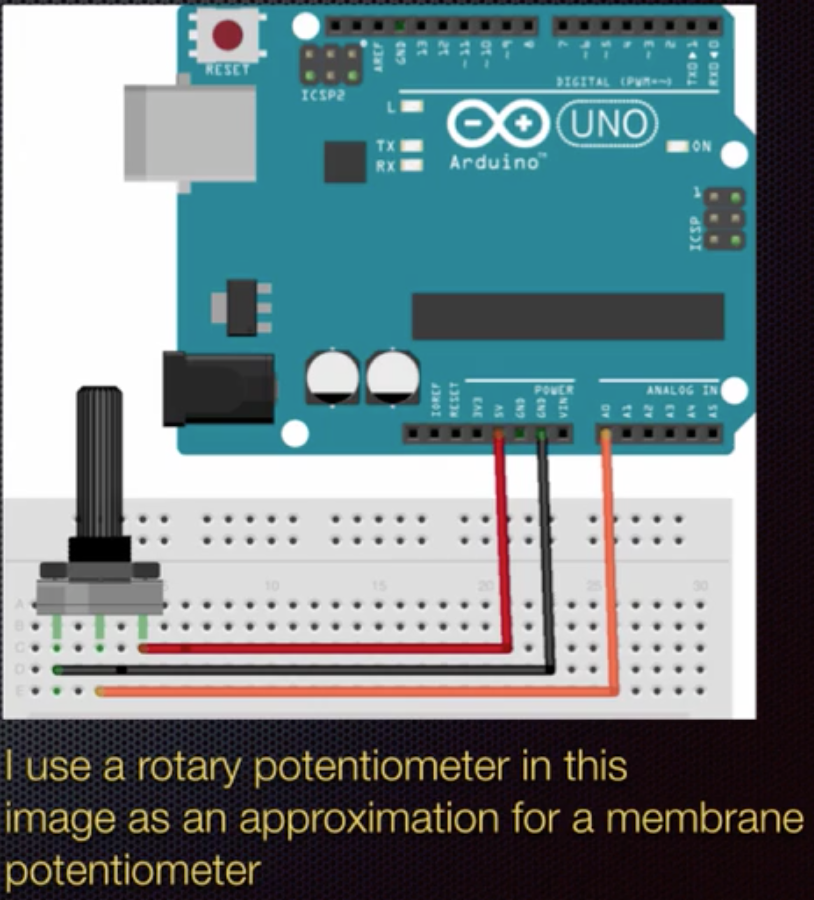 RESET
ICSP2
AREF
GND
13
12
~11
~10
~9
8
7
~6
~5
4
~3
2
TXD▶1
RXD◀0
DIGITAL (PWM=~)
L
TX
RX
Arduino™
UNO
ON
1
ICSP
POWER
ANALOG IN
IOREF
RESET
3V3
5V
GND
GND
VIN
A0
A1
A2
A3
A4
A5
10
15
20
25
30
A
B
C
D
E
I use a rotary potentiometer in this
image as an approximation for a membrane
potentiometer